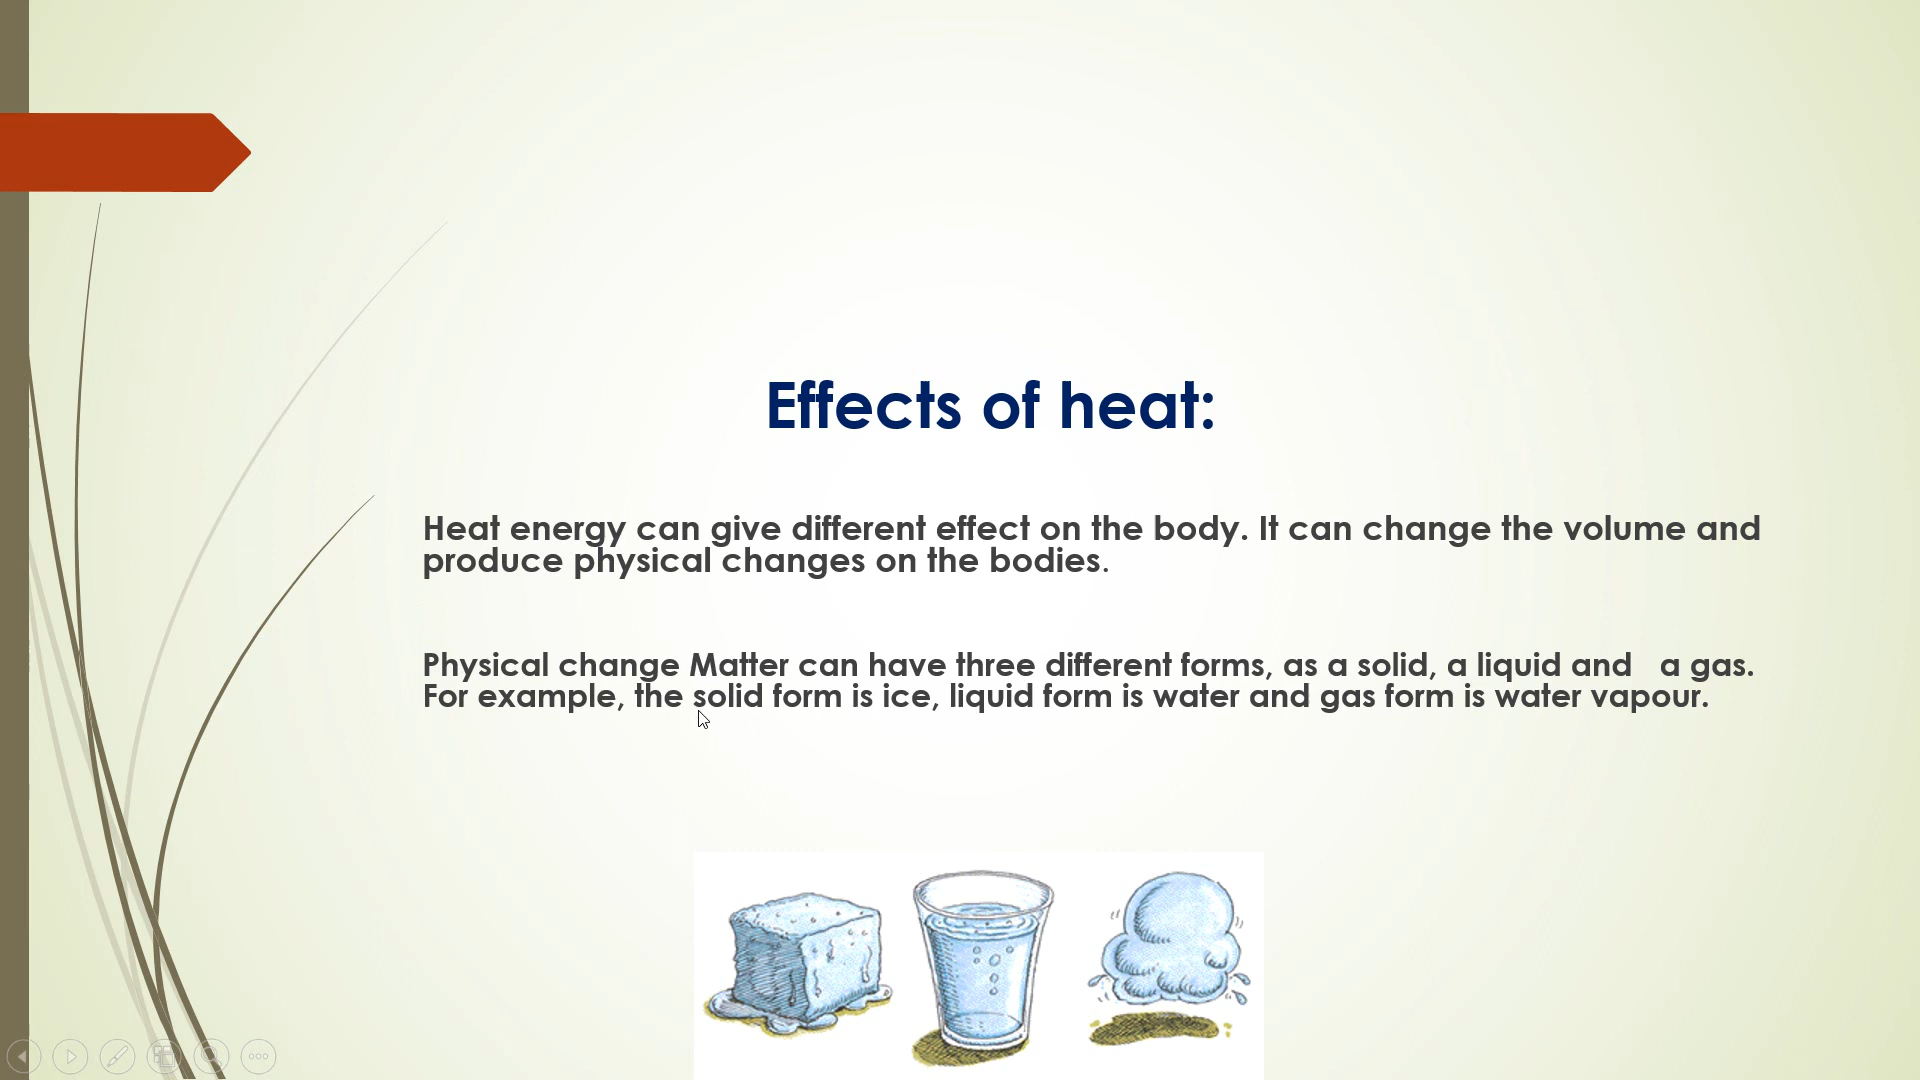 Effects of heat:
Heat energy can give different effect on the body. It can change the volume and
produce physical changes on the bodies.
Physical change Matter can have three different forms, as a solid, a liquid and   a gas.
For example, the solid form is ice, liquid form is water and gas form is water vapour.